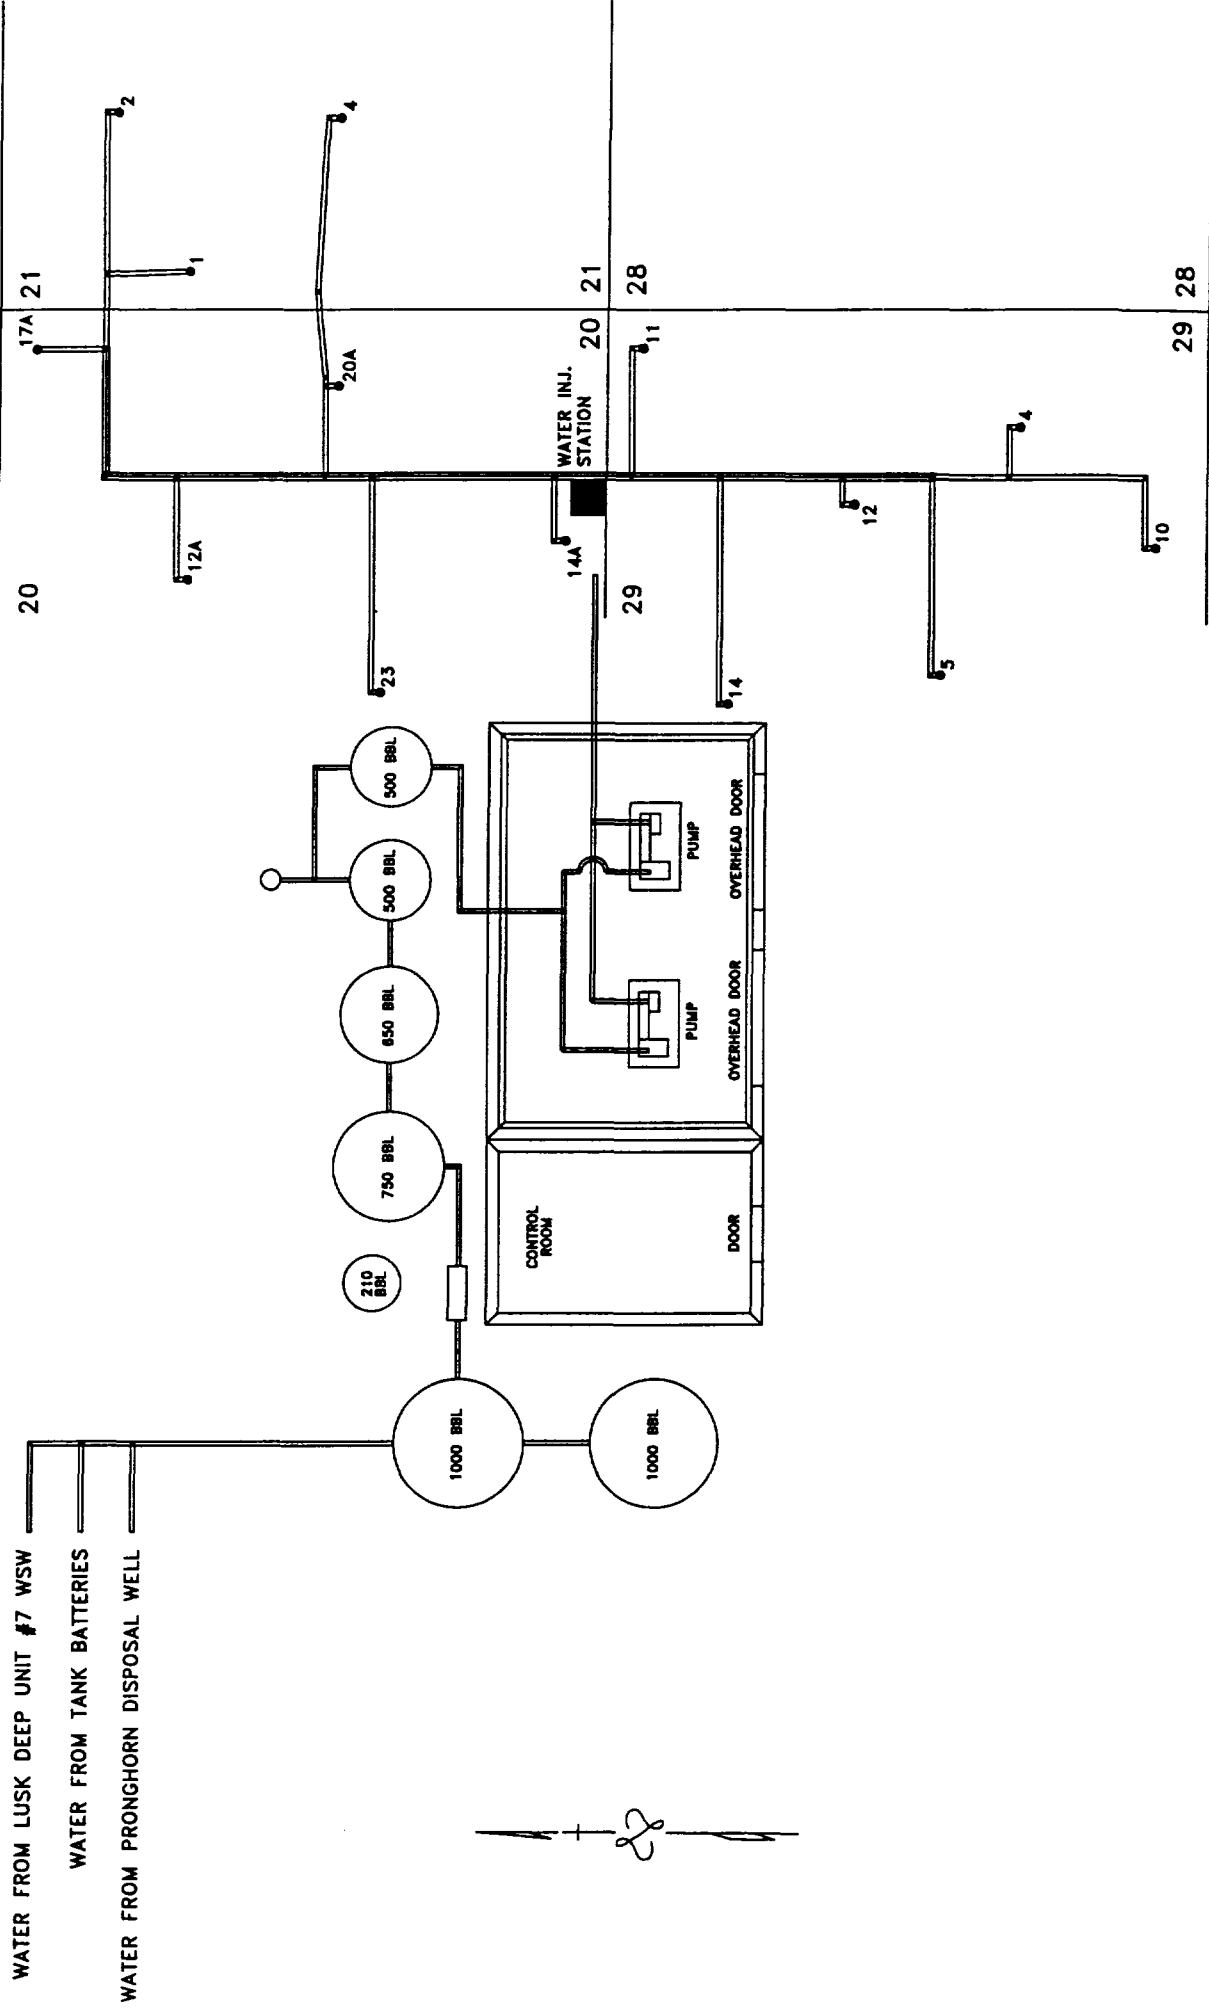 WATER FROM LUSK DEEP UNIT #7 WSW
WATER FROM TANK BATTERIES
WATER FROM PRONGHORN DISPOSAL WELL
1000 BBL
1000 BBL
210
BBL
750 BBL
650 BBL
500 BBL
500 BBL
CONTROL
ROOM
DOOR
PUMP
PUMP
OVERHEAD DOOR
OVERHEAD DOOR
20
17A
21
2
1
4
20A
12A
23
14A
WATER INJ.
STATION
20
21
28
29
11
14
12
4
5
10
29
28